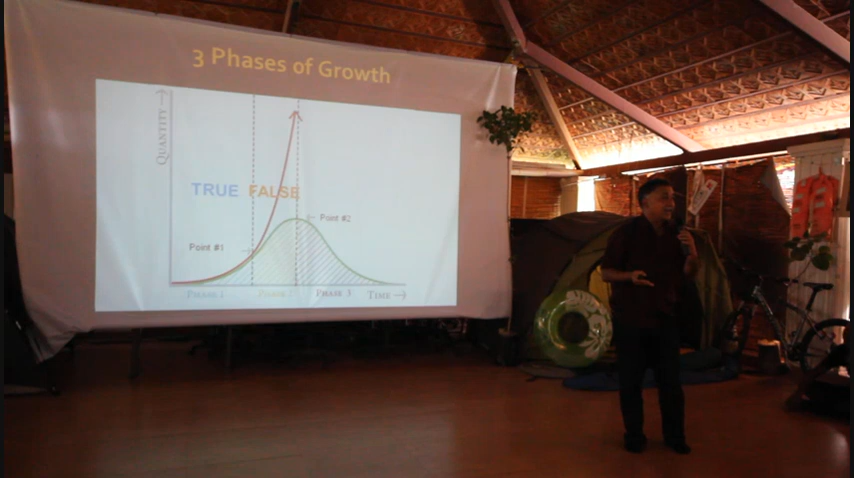 3 Phases of Growth
QUANTITY →
TRUE FALSE
Point #2
Point #1
PHASE 1 PHASE 2 PHASE 3 TIME →